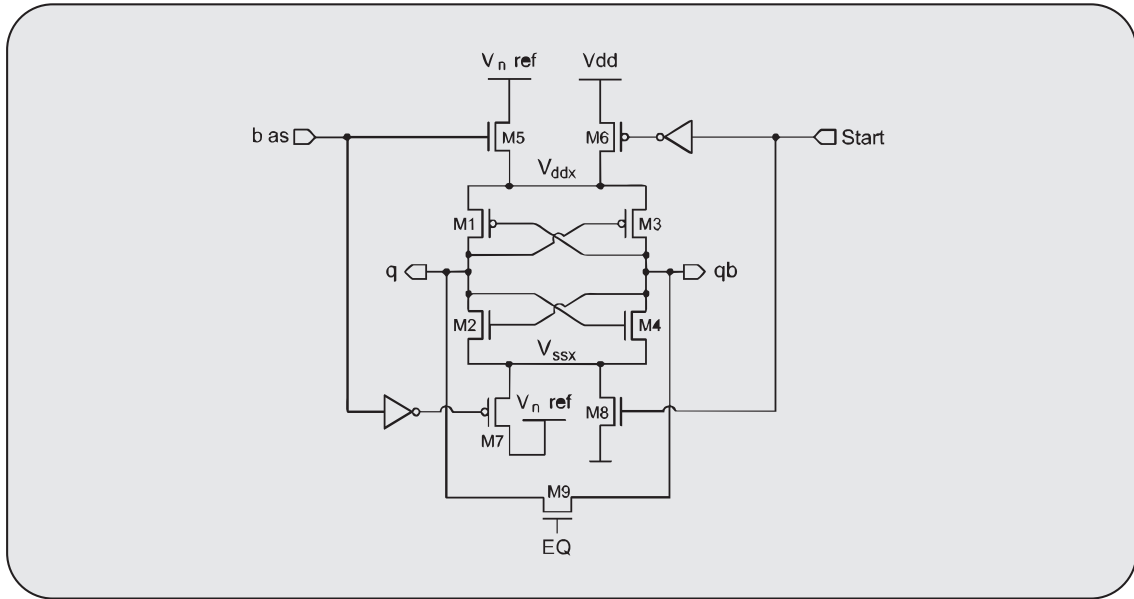 Vn ref
Vdd
b as
M5
M6
Start
Vddx
M1
M3
q
qb
M2
M4
Vssx
Vn ref
M7
M8
M9
EQ